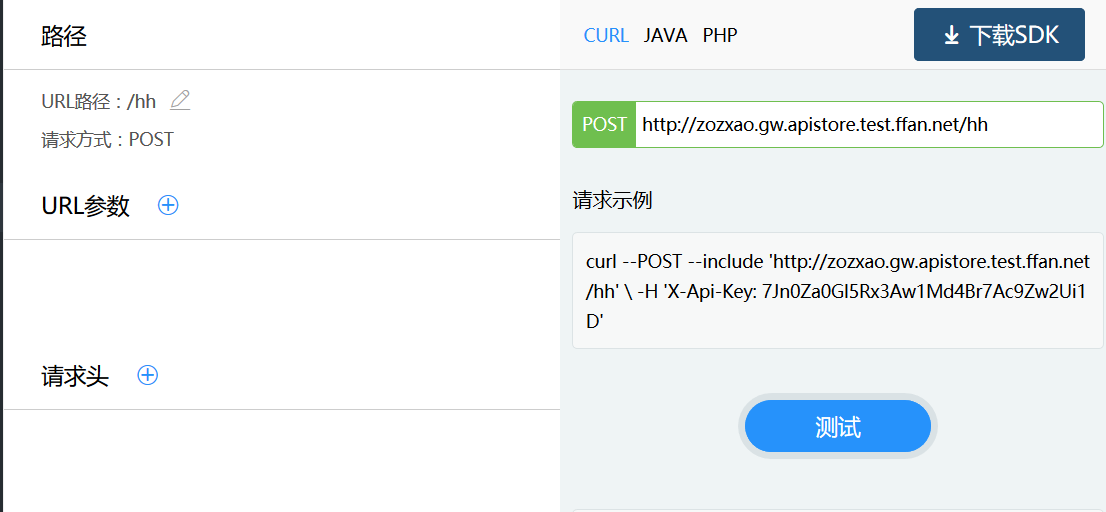 路径
CURL JAVA PHP
下载SDK
URL路径：/hh
请求方式：POST
URL参数
请求头
POST http://zozxao.gw.apistore.test.ffan.net/hh
请求示例
curl --POST --include 'http://zozxao.gw.apistore.test.ffan.net
/hh' \ -H 'X-Api-Key: 7Jn0Za0Gl5Rx3Aw1Md4Br7Ac9Zw2Ui1
D'
测试